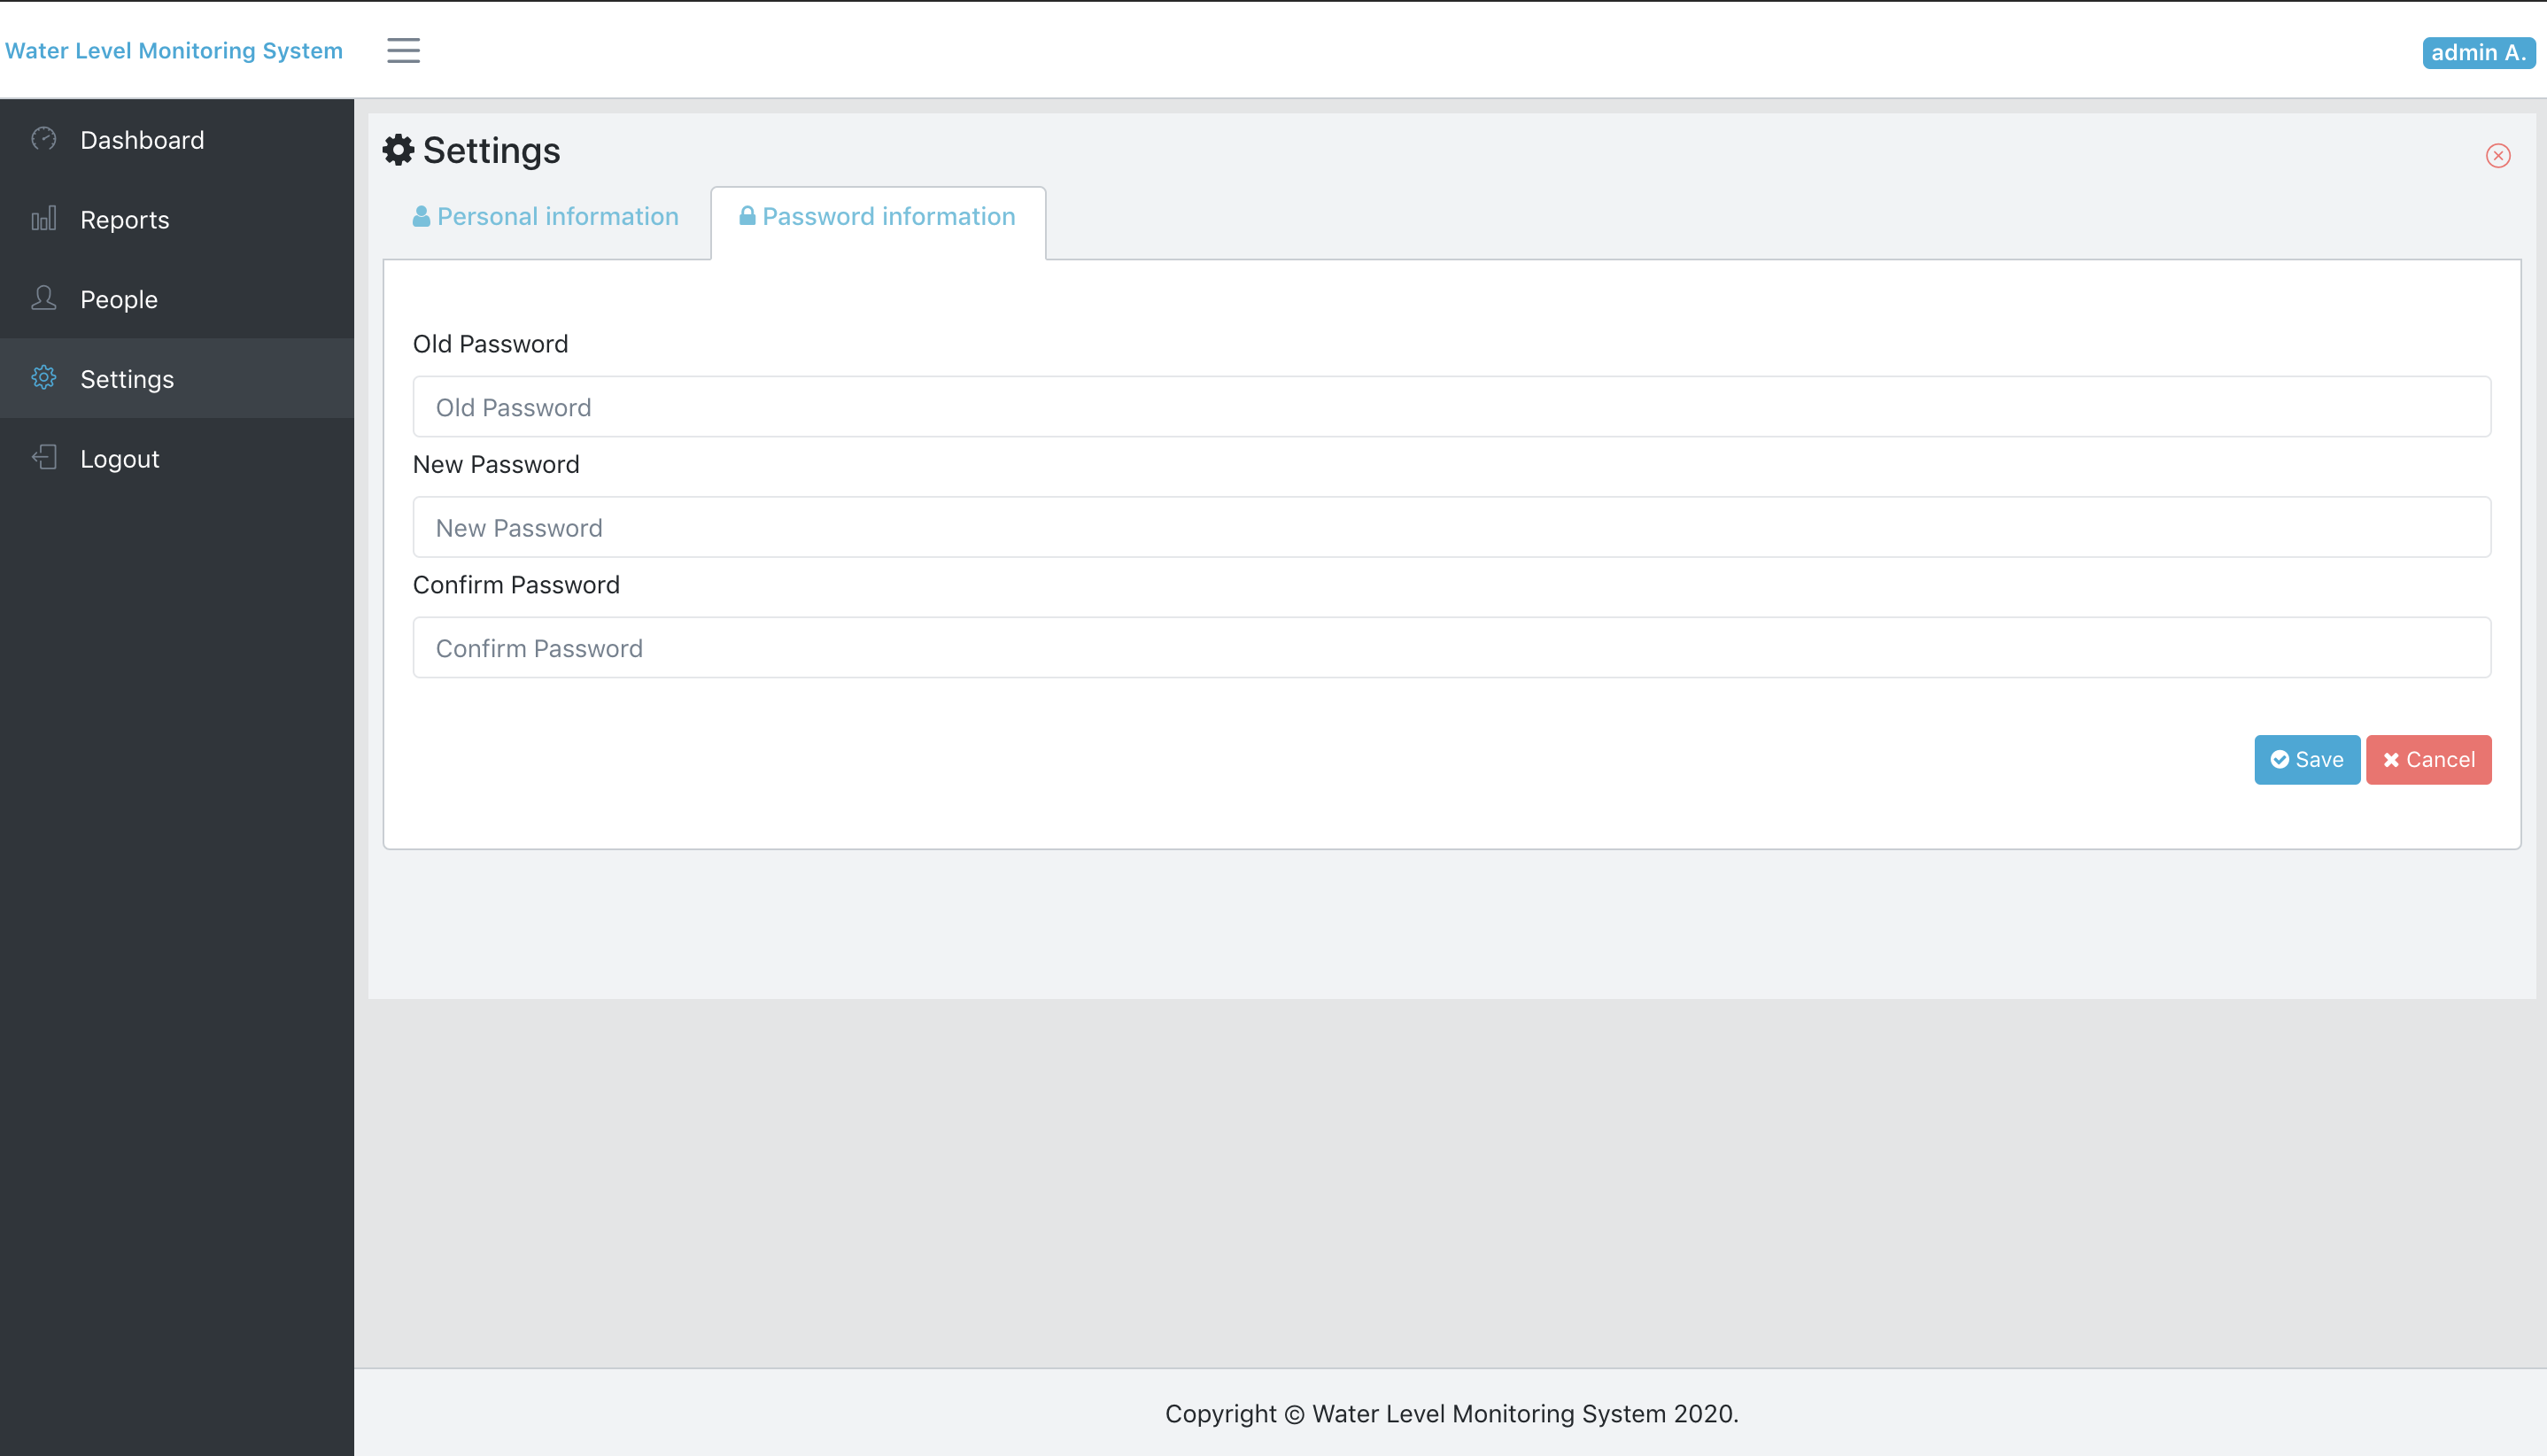 Water Level Monitoring System
admin A.
Dashboard
Reports
People
Settings
Logout
Settings
Personal information
Password information
Old Password
Old Password
New Password
New Password
Confirm Password
Confirm Password
Save
Cancel
Copyright © Water Level Monitoring System 2020.